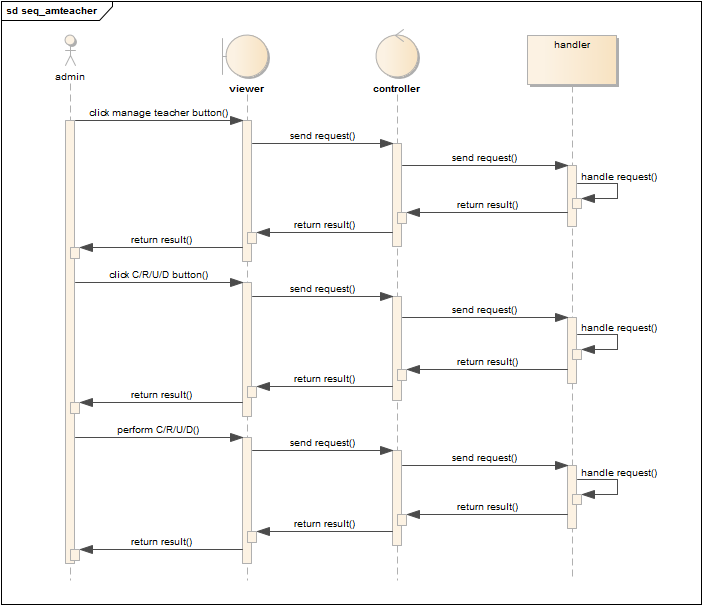 sd seq_amteacher
admin
viewer
controller
handler
click manage teacher button()
send request()
send request()
handle request()
return result()
return result()
return result()
click C/R/U/D button()
send request()
send request()
handle request()
return result()
return result()
return result()
perform C/R/U/D()
send request()
send request()
handle request()
return result()
return result()
return result()